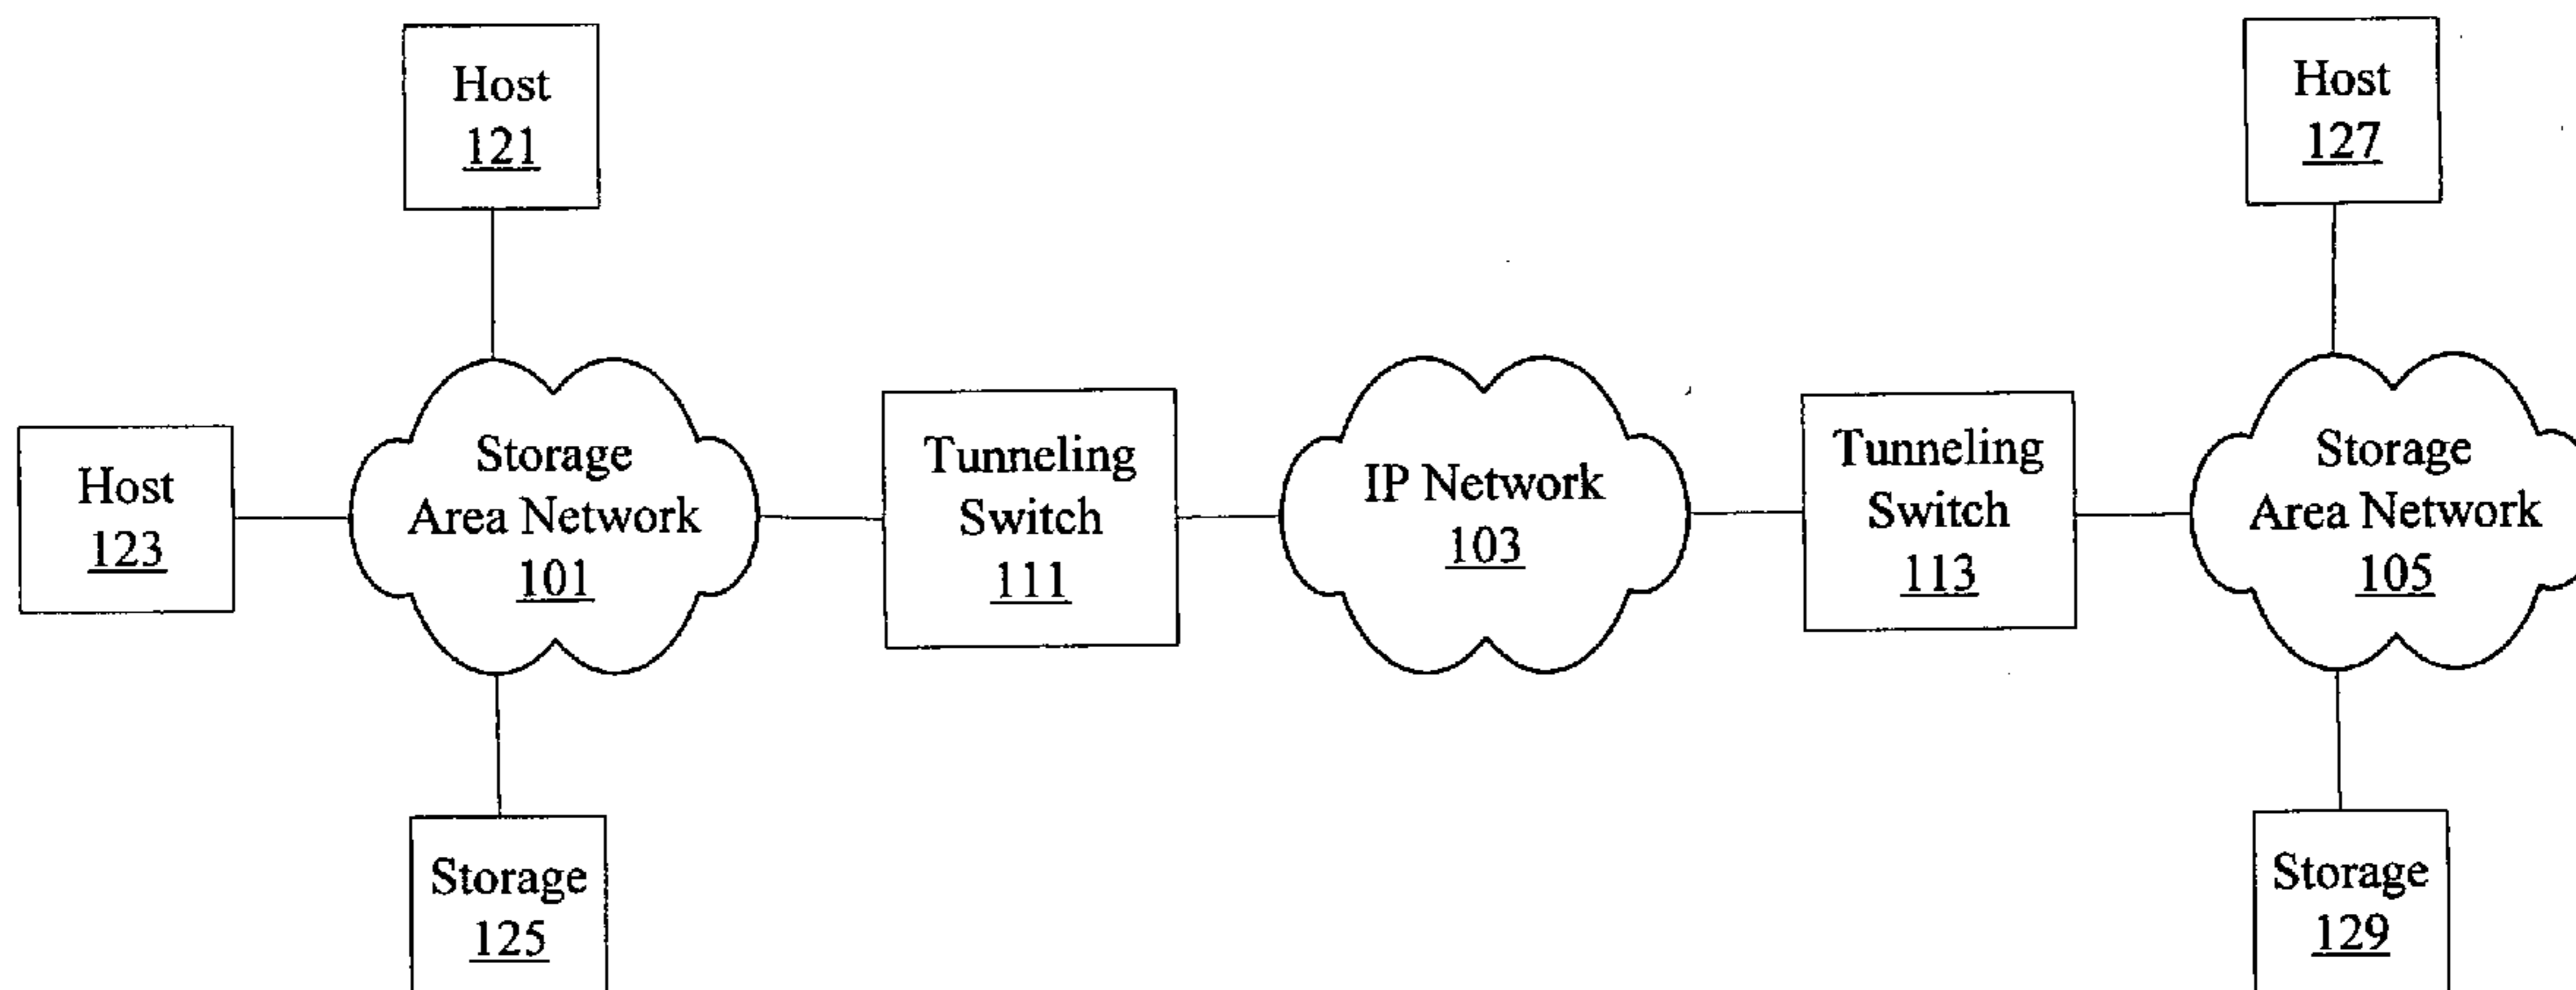 Host
121
Host
127
Host
123
Storage
Area Network
101
Tunneling
Switch
111
IP Network
103
Tunneling
Switch
113
Storage
Area Network
105
Storage
125
Storage
129